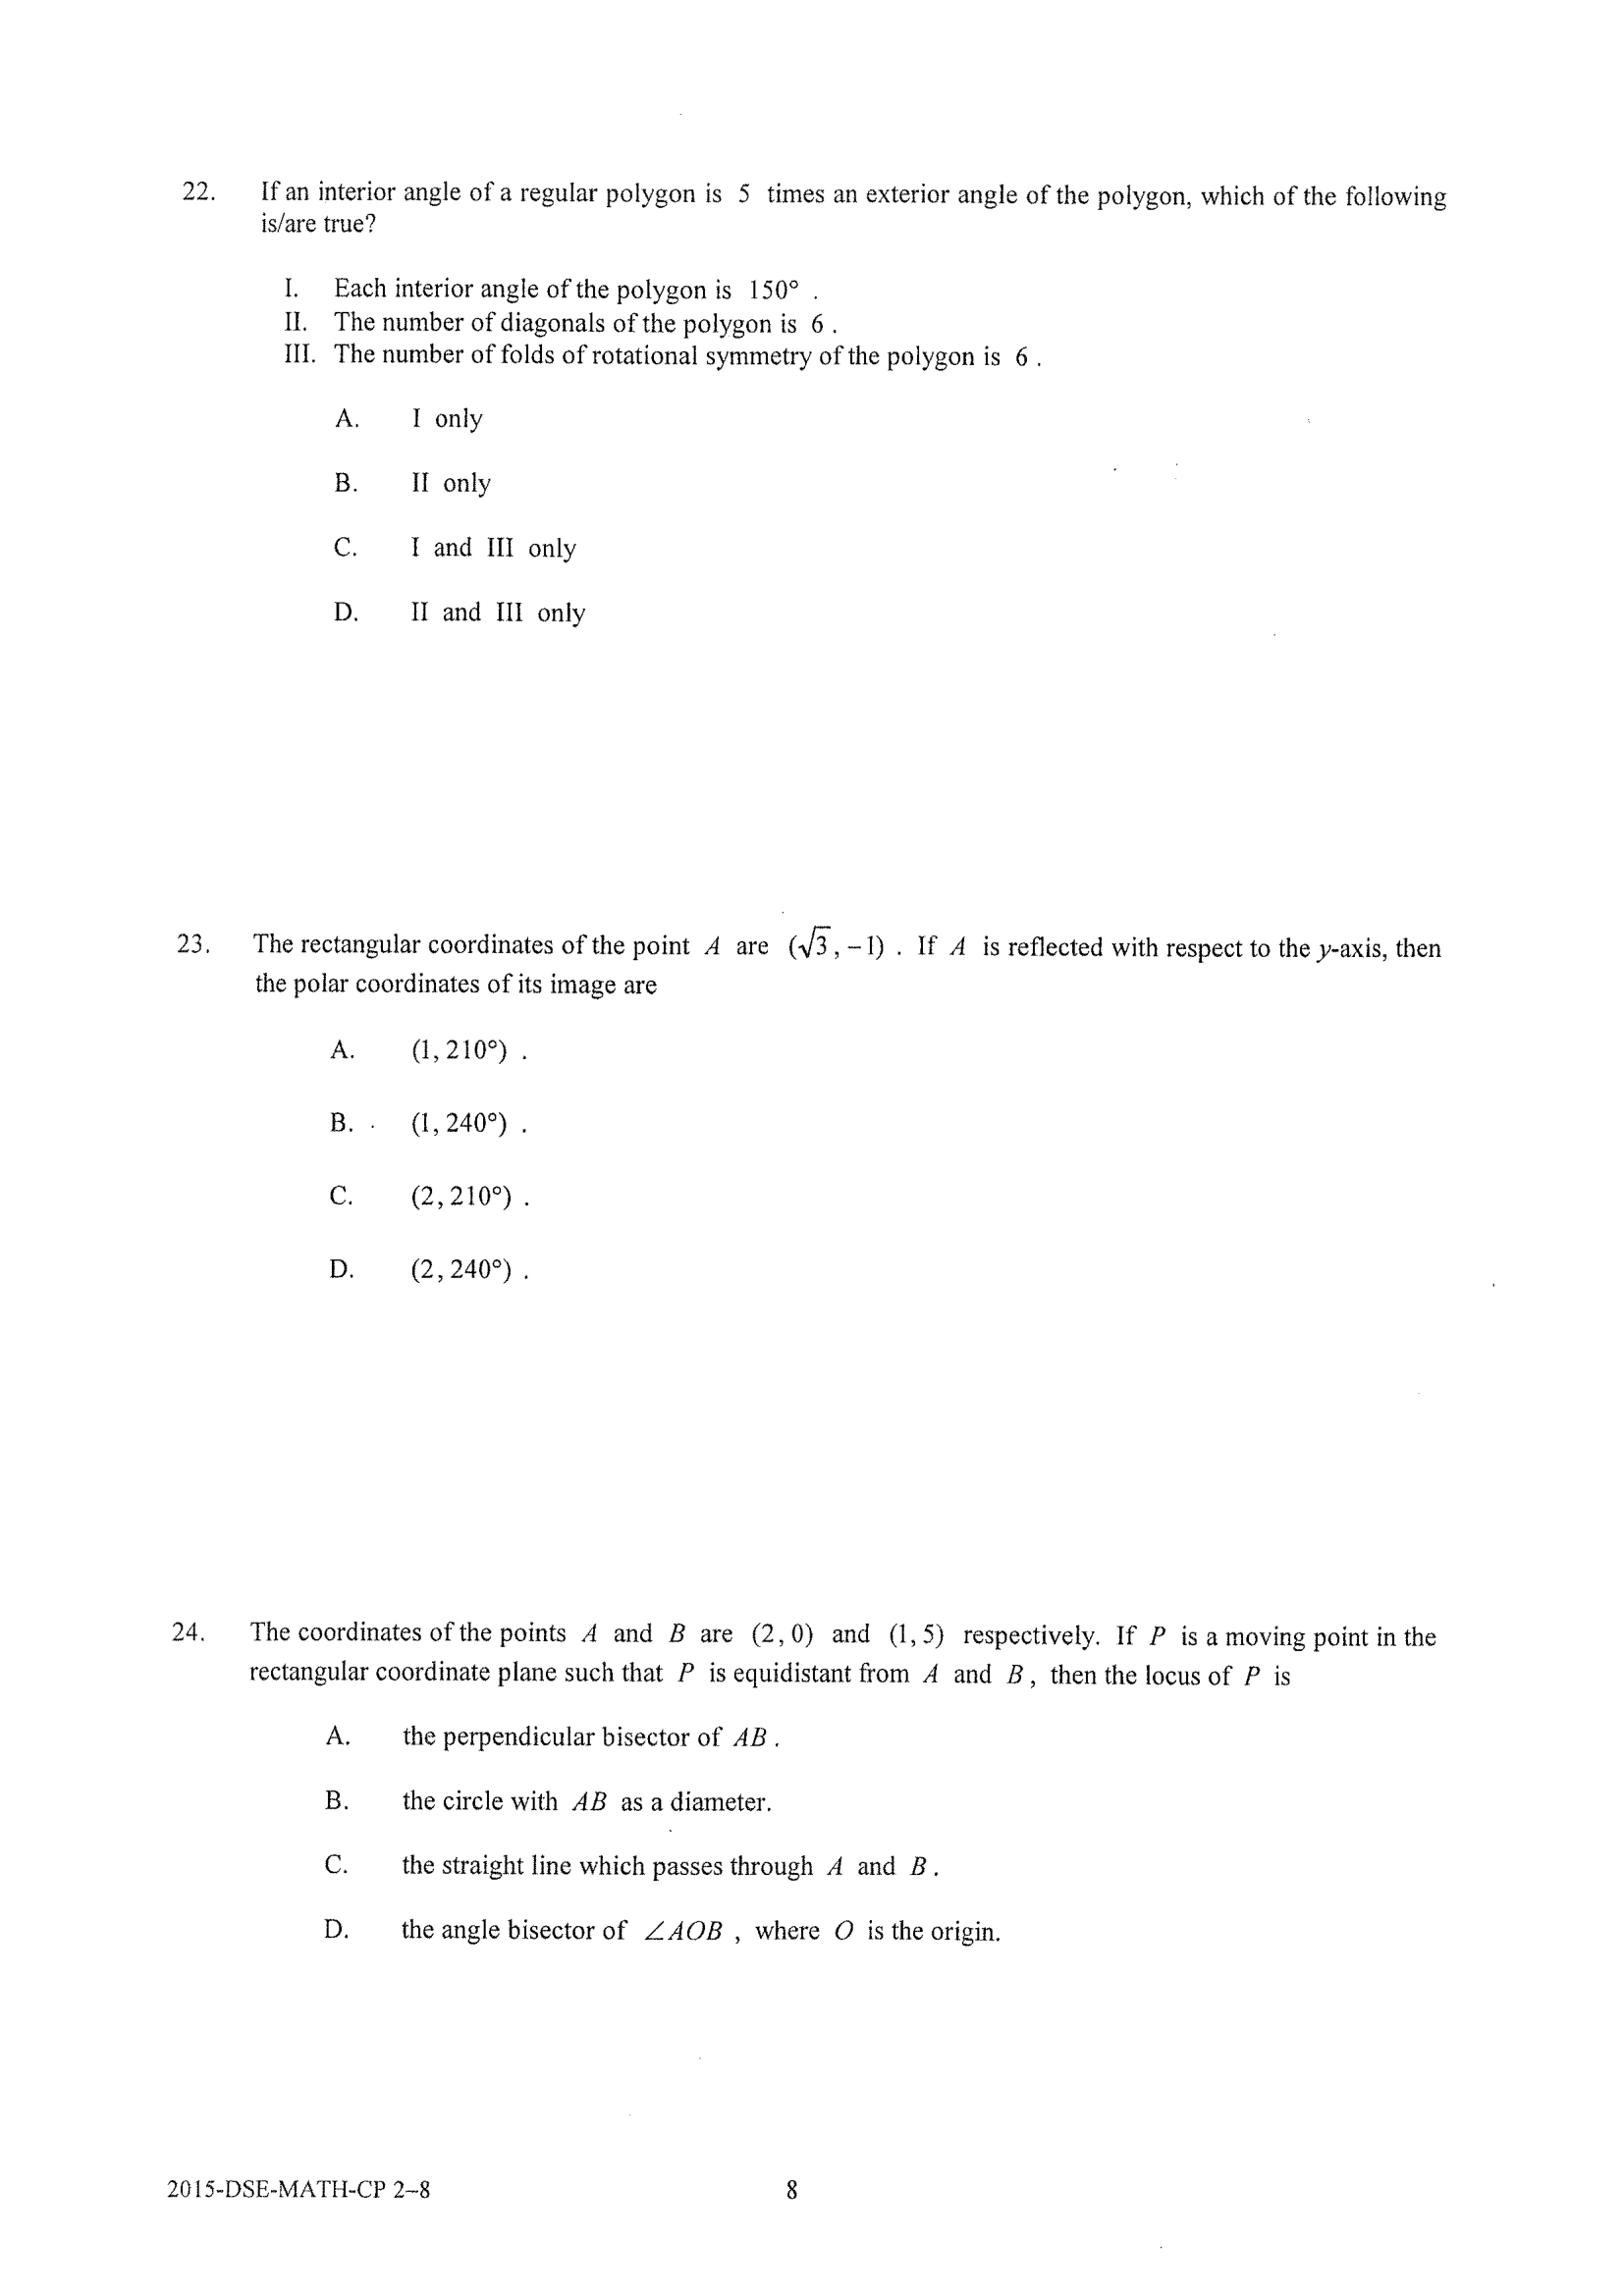 22. If an interior angle of a regular polygon is 5 times an exterior angle of the polygon, which of the following
is/are true?
I. Each interior angle of the polygon is 150° .
II. The number of diagonals of the polygon is 6 .
III. The number of folds of rotational symmetry of the polygon is 6 .
A. I only
B. II only
C. I and III only
D. II and III only
23. The rectangular coordinates of the point A are (√3, −1) . If A is reflected with respect to the y-axis, then
the polar coordinates of its image are
A. (1, 210°) .
B. (1, 240°) .
C. (2, 210°) .
D. (2, 240°) .
24. The coordinates of the points A and B are (2, 0) and (1, 5) respectively. If P is a moving point in the
rectangular coordinate plane such that P is equidistant from A and B , then the locus of P is
A. the perpendicular bisector of AB .
B. the circle with AB as a diameter.
C. the straight line which passes through A and B .
D. the angle bisector of ∠AOB , where O is the origin.
2015-DSE-MATH-CP 2–8 8